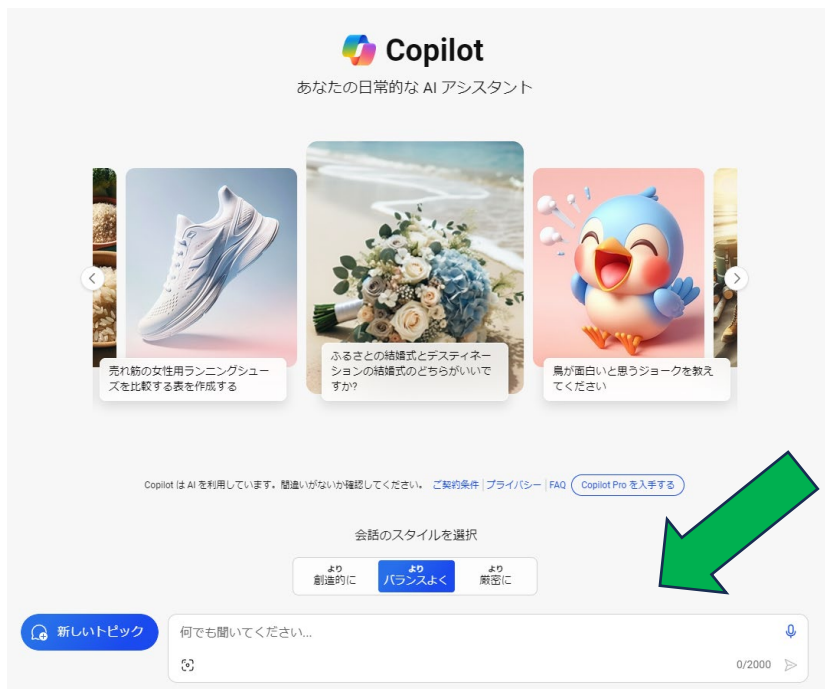 Copilot
あなたの日常的な AI アシスタント
売れ筋の女性用ランニングシュー
ズを比較する表を作成する
ふるさとの結婚式とデスティネー
ションの結婚式のどちらがいいで
すか?
鳥が面白いと思うジョークを教え
てください
Copilot は AI を利用しています。間違いがないか確認してください。 ご契約条件 | プライバシー | FAQ Copilot Pro を入手する
会話のスタイルを選択
より
創造的に
より
バランスよく
より
厳密に
新しいトピック
何でも聞いてください...
0/2000